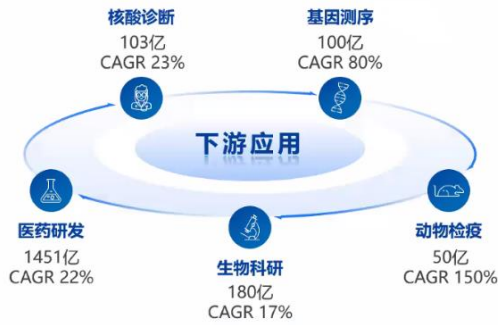 核酸诊断
103亿
CAGR 23%
基因测序
100亿
CAGR 80%
下游应用
医药研发
1451亿
CAGR 22%
生物科研
180亿
CAGR 17%
动物检疫
50亿
CAGR 150%